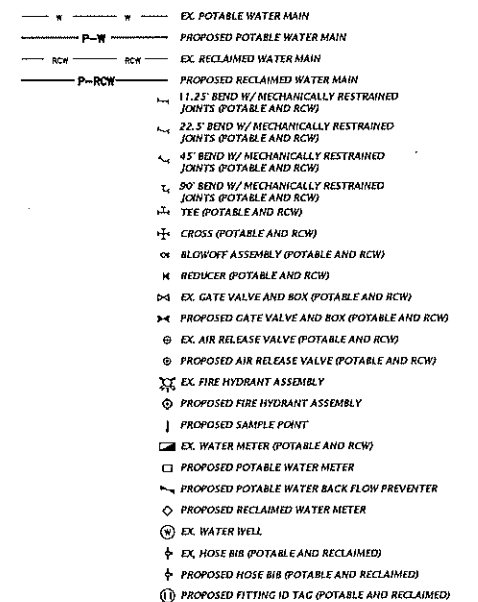 W W EX. POTABLE WATER MAIN
P-W PROPOSED POTABLE WATER MAIN
RCW RCW EX. RECLAIMED WATER MAIN
P-RCW PROPOSED RECLAIMED WATER MAIN
11.25° BEND W/ MECHANICALLY RESTRAINED
JOINTS (POTABLE AND RCW)
22.5° BEND W/ MECHANICALLY RESTRAINED
JOINTS (POTABLE AND RCW)
45° BEND W/ MECHANICALLY RESTRAINED
JOINTS (POTABLE AND RCW)
90° BEND W/ MECHANICALLY RESTRAINED
JOINTS (POTABLE AND RCW)
TEE (POTABLE AND RCW)
CROSS (POTABLE AND RCW)
BLOWOFF ASSEMBLY (POTABLE AND RCW)
REDUCER (POTABLE AND RCW)
EX. GATE VALVE AND BOX (POTABLE AND RCW)
PROPOSED GATE VALVE AND BOX (POTABLE AND RCW)
EX. AIR RELEASE VALVE (POTABLE AND RCW)
PROPOSED AIR RELEASE VALVE (POTABLE AND RCW)
EX. FIRE HYDRANT ASSEMBLY
PROPOSED FIRE HYDRANT ASSEMBLY
PROPOSED SAMPLE POINT
EX. WATER METER (POTABLE AND RCW)
PROPOSED POTABLE WATER METER
PROPOSED POTABLE WATER BACK FLOW PREVENTER
PROPOSED RECLAIMED WATER METER
W EX. WATER WELL
EX. HOSE BIB (POTABLE AND RECLAIMED)
PROPOSED HOSE BIB (POTABLE AND RECLAIMED)
PROPOSED FITTING ID TAG (POTABLE AND RECLAIMED)